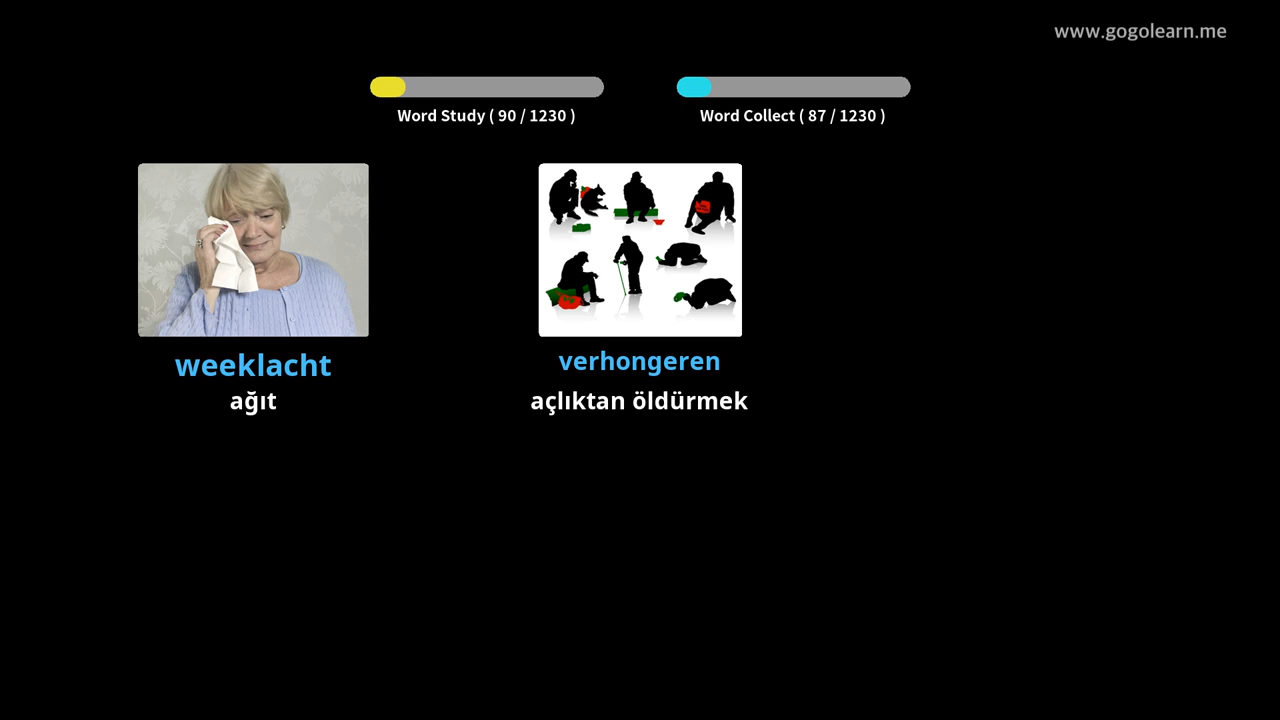 www.gogolearn.me
Word Study ( 90 / 1230 )
Word Collect ( 87 / 1230 )
weeklacht
ağıt
verhongeren
açlıktan öldürmek